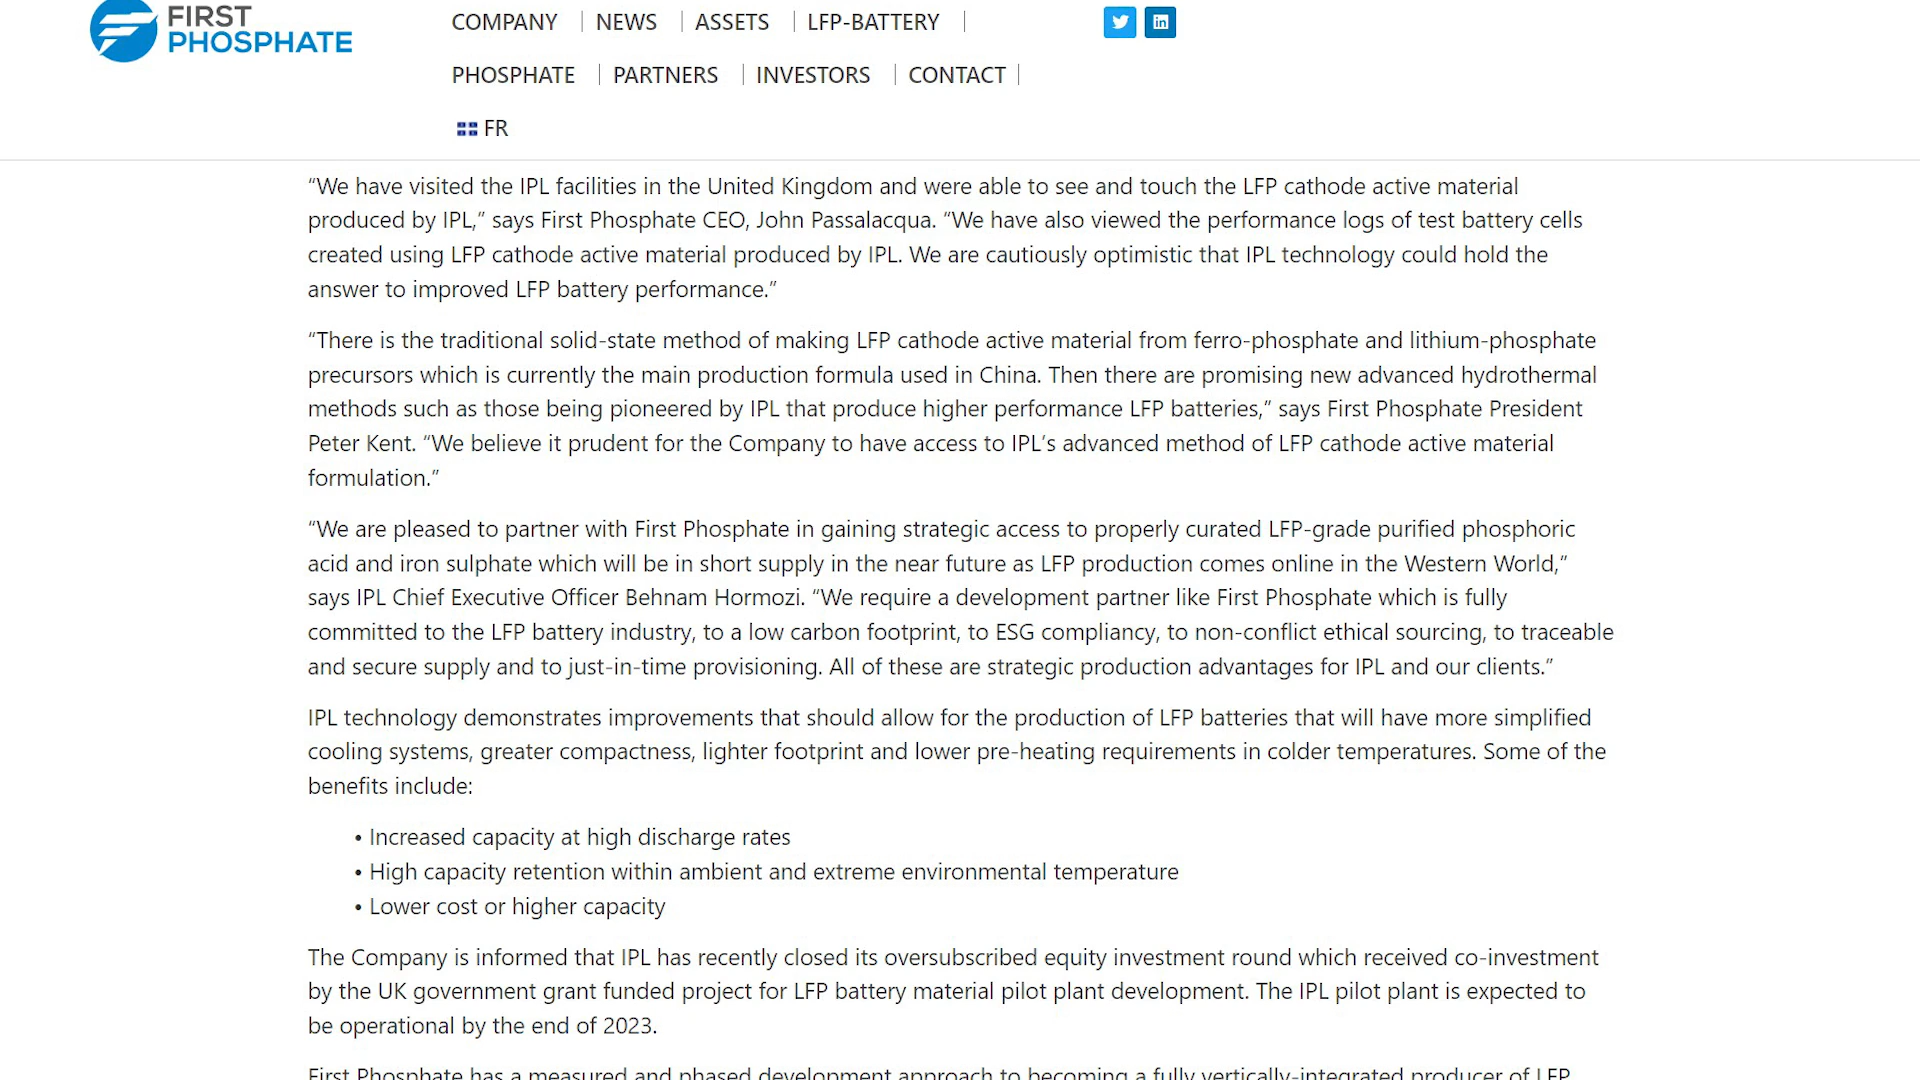 FIRST
PHOSPHATE
COMPANY
NEWS
ASSETS
LFP-BATTERY
PHOSPHATE
PARTNERS
INVESTORS
CONTACT
FR
“We have visited the IPL facilities in the United Kingdom and were able to see and touch the LFP cathode active material
produced by IPL,” says First Phosphate CEO, John Passalacqua. “We have also viewed the performance logs of test battery cells
created using LFP cathode active material produced by IPL. We are cautiously optimistic that IPL technology could hold the
answer to improved LFP battery performance.”
“There is the traditional solid-state method of making LFP cathode active material from ferro-phosphate and lithium-phosphate
precursors which is currently the main production formula used in China. Then there are promising new advanced hydrothermal
methods such as those being pioneered by IPL that produce higher performance LFP batteries,” says First Phosphate President
Peter Kent. “We believe it prudent for the Company to have access to IPL’s advanced method of LFP cathode active material
formulation.”
“We are pleased to partner with First Phosphate in gaining strategic access to properly curated LFP-grade purified phosphoric
acid and iron sulphate which will be in short supply in the near future as LFP production comes online in the Western World,”
says IPL Chief Executive Officer Behnam Hormozi. “We require a development partner like First Phosphate which is fully
committed to the LFP battery industry, to a low carbon footprint, to ESG compliancy, to non-conflict ethical sourcing, to traceable
and secure supply and to just-in-time provisioning. All of these are strategic production advantages for IPL and our clients.”
IPL technology demonstrates improvements that should allow for the production of LFP batteries that will have more simplified
cooling systems, greater compactness, lighter footprint and lower pre-heating requirements in colder temperatures. Some of the
benefits include:
• Increased capacity at high discharge rates
• High capacity retention within ambient and extreme environmental temperature
• Lower cost or higher capacity
The Company is informed that IPL has recently closed its oversubscribed equity investment round which received co-investment
by the UK government grant funded project for LFP battery material pilot plant development. The IPL pilot plant is expected to
be operational by the end of 2023.
First Phosphate has a measured and phased development approach to becoming a fully vertically-integrated producer of LFP